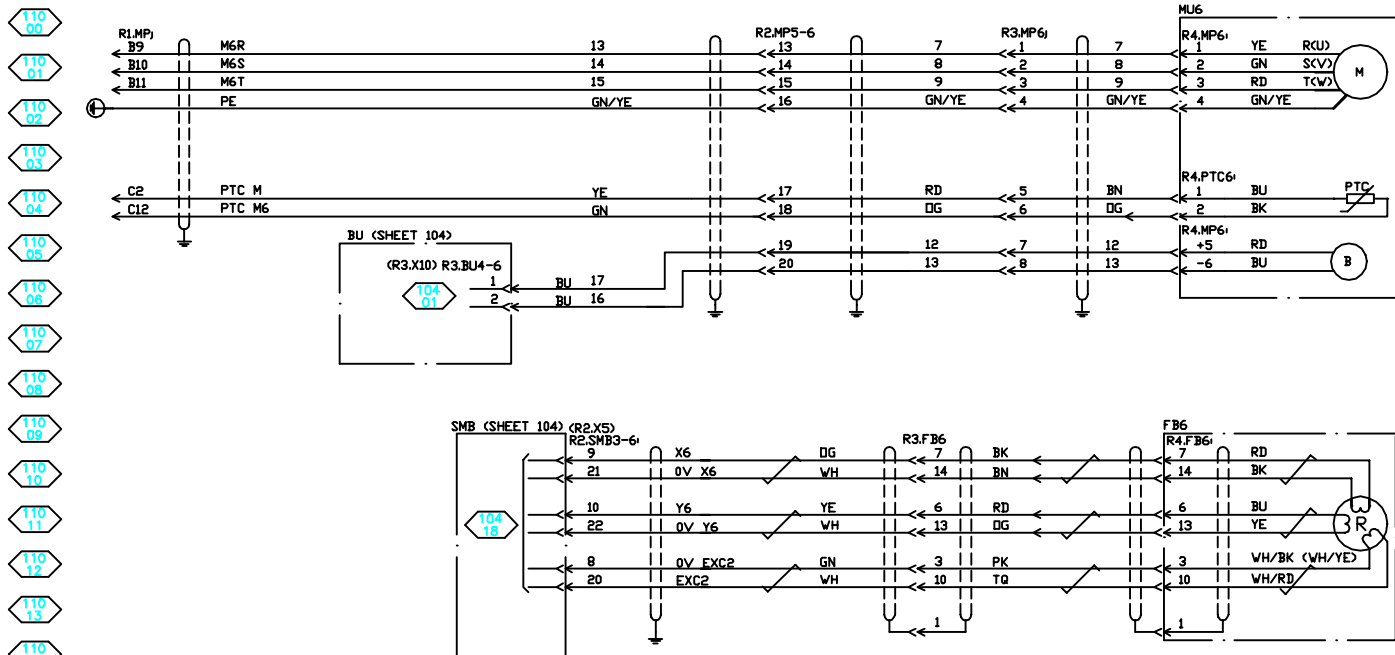 110
00
110
01
110
02
110
03
110
04
110
05
110
06
110
07
110
08
110
09
110
10
110
11
110
12
110
13
110
MU6
R1.MP
R2.MP5-6
R3.MP6
R4.MP6
B9 M6R 13 13 7 1 7 1 YE R(U)
B10 M6S 14 14 8 2 8 2 GN S(V)
B11 M6T 15 15 9 3 9 3 RD T(W)
M
PE GN/YE 16 GN/YE 4 GN/YE 4 GN/YE
R4.PTC6
C2 PTC M YE 17 RD 5 BN 1 BU PTC
C12 PTC M6 GN 18 OG 6 OG 2 BK
R4.MP6
BU (SHEET 104)
19 12 7 12 +5 RD
20 13 8 13 -6 BU
B
(R3.X10) R3.BU4-6
104
01
1 BU 17
2 BU 16
SMB (SHEET 104) (R2.X5)
R2.SMB3-6
R3.FB6
FB6
R4.FB6
9 X6 OG 7 BK 7 RD
21 0V X6 WH 14 BN 14 BK
104
18
10 Y6 YE 6 RD 6 BU
22 0V Y6 WH 13 OG 13 YE
R
8 0V EXC2 GN 3 PK 3 WH/BK (WH/YE)
20 EXC2 WH 10 TQ 10 WH/RD
1 1